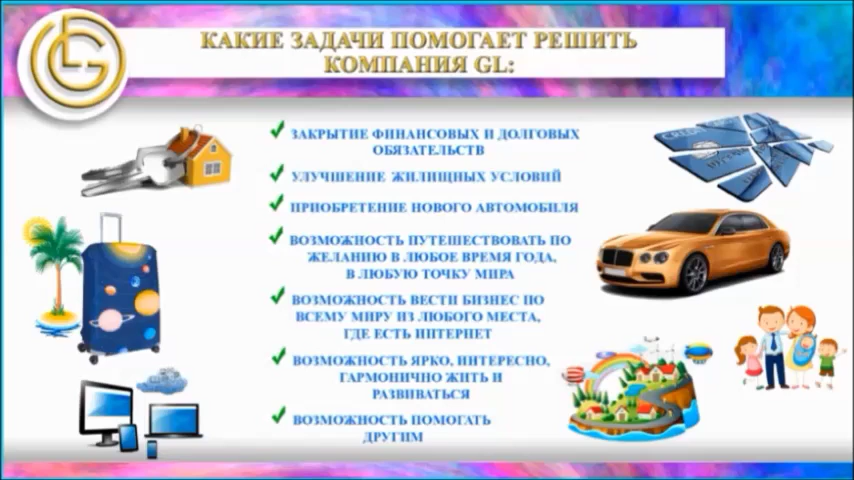 КАКИЕ ЗАДАЧИ ПОМОГАЕТ РЕШИТЬ
КОМПАНИЯ GL:
ЗАКРЫТИЕ ФИНАНСОВЫХ И ДОЛГОВЫХ
ОБЯЗАТЕЛЬСТВ
УЛУЧШЕНИЕ ЖИЛИЩНЫХ УСЛОВИЙ
ПРИОБРЕТЕНИЕ НОВОГО АВТОМОБИЛЯ
ВОЗМОЖНОСТЬ ПУТЕШЕСТВОВАТЬ ПО
ЖЕЛАНИЮ В ЛЮБОЕ ВРЕМЯ ГОДА,
В ЛЮБУЮ ТОЧКУ МИРА
ВОЗМОЖНОСТЬ ВЕСТИ БИЗНЕС ПО
ВСЕМУ МИРУ ИЗ ЛЮБОГО МЕСТА,
ГДЕ ЕСТЬ ИНТЕРНЕТ
ВОЗМОЖНОСТЬ ЯРКО, ИНТЕРЕСНО,
ГАРМОНИЧНО ЖИТЬ И
РАЗВИВАТЬСЯ
ВОЗМОЖНОСТЬ ПОМОГАТЬ
ДРУГИМ